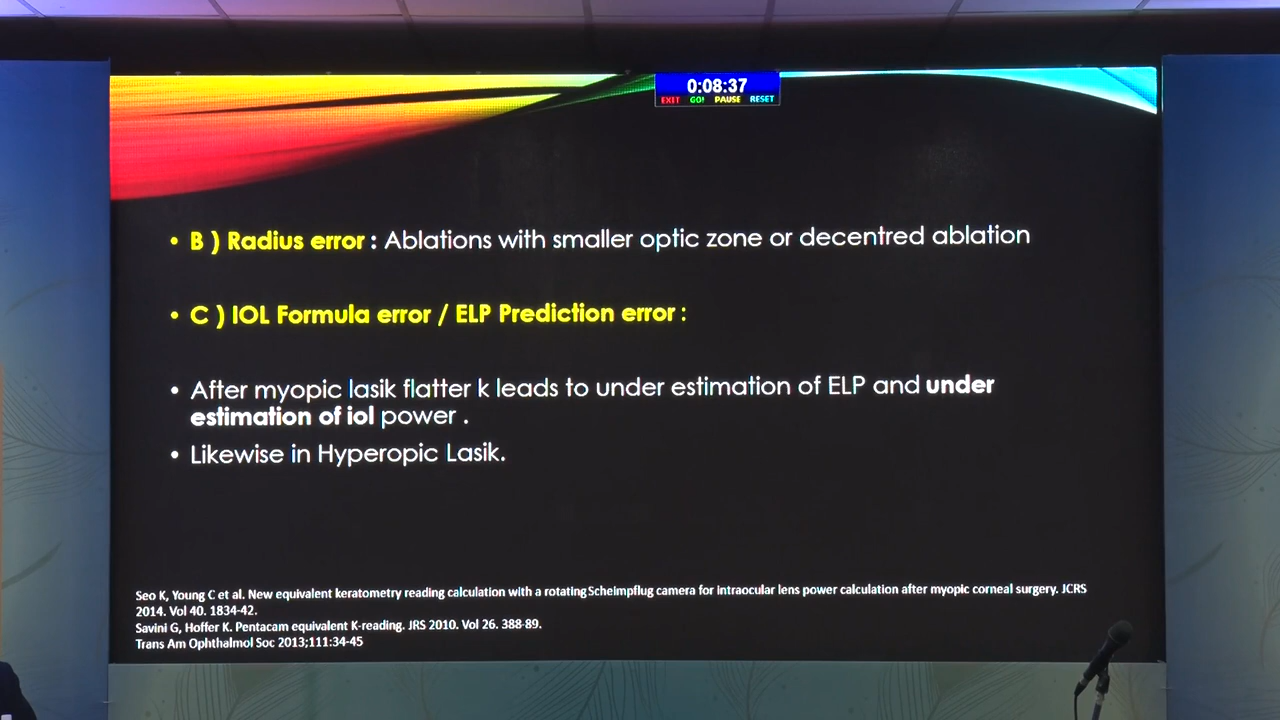 0:08:37
EXIT GO! PAUSE RESET
• B ) Radius error : Ablations with smaller optic zone or decentred ablation
• C ) IOL Formula error / ELP Prediction error :
• After myopic lasik flatter k leads to under estimation of ELP and under
estimation of iol power .
• Likewise in Hyperopic Lasik.
Seo K, Young C et al. New equivalent keratometry reading calculation with a rotating Scheimpflug camera for intraocular lens power calculation after myopic corneal surgery. JCRS
2014. Vol 40. 1834-42.
Savini G, Hoffer K. Pentacam equivalent K-reading. JRS 2010. Vol 26. 388-89.
Trans Am Ophthalmol Soc 2013;111:34-45